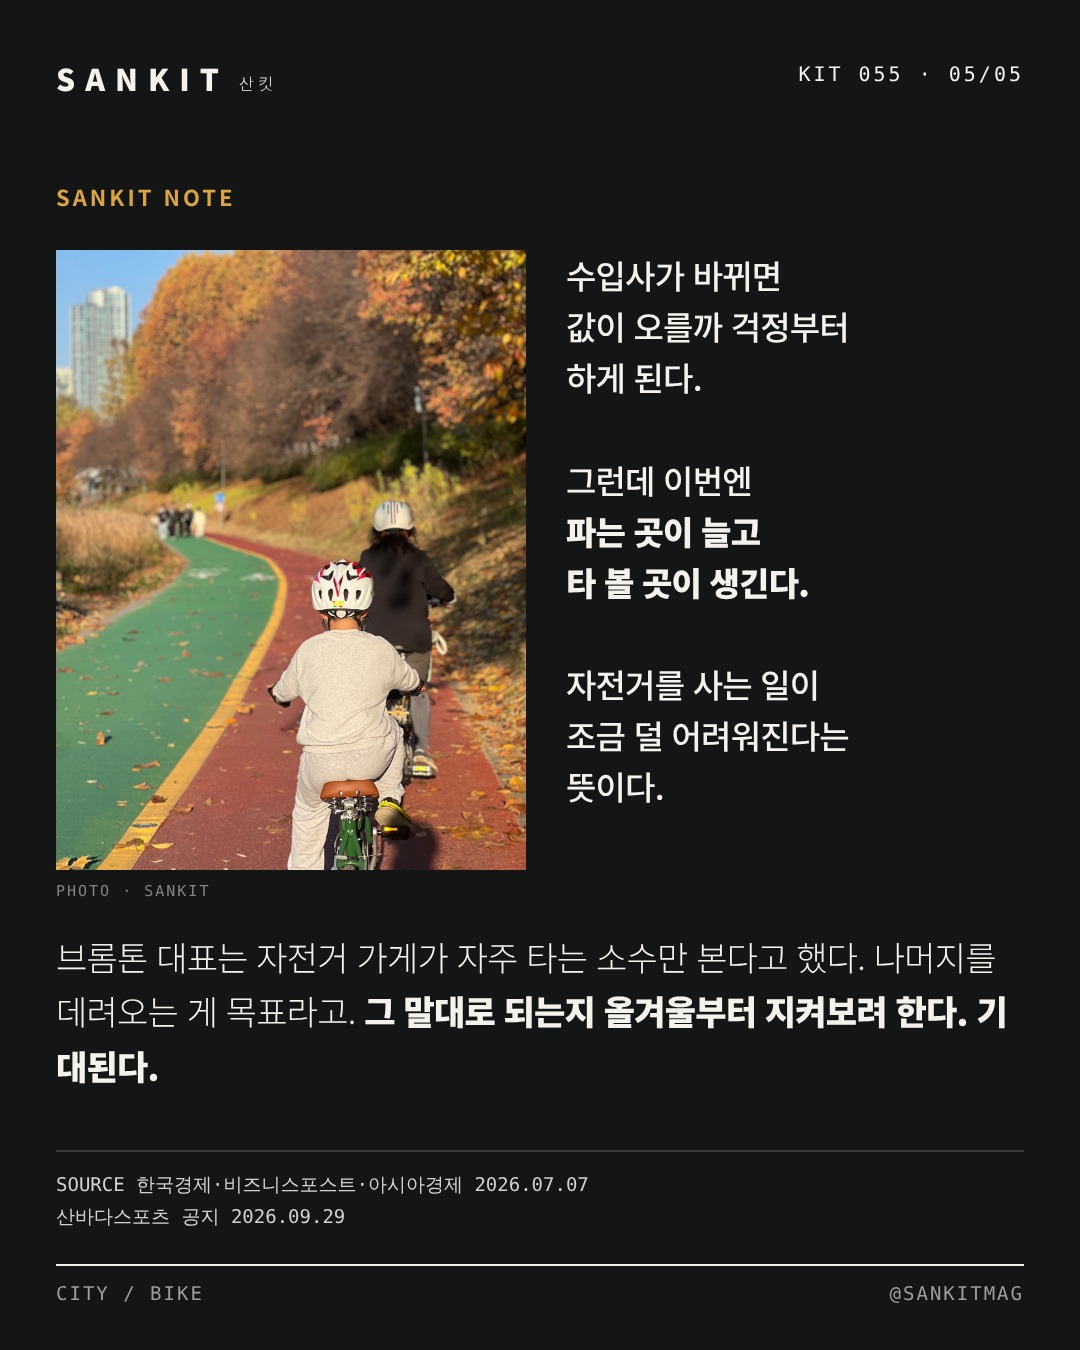 SANKIT 산킷
KIT 055 · 05/05
SANKIT NOTE
수입사가 바뀌면
값이 오를까 걱정부터
하게 된다.
그런데 이번엔
파는 곳이 늘고
타 볼 곳이 생긴다.
자전거를 사는 일이
조금 덜 어려워진다는
뜻이다.
PHOTO · SANKIT
브롬톤 대표는 자전거 가게가 자주 타는 소수만 본다고 했다. 나머지를
데려오는 게 목표라고. 그 말대로 되는지 올겨울부터 지켜보려 한다. 기
대된다.
SOURCE 한국경제·비즈니스포스트·아시아경제 2026.07.07
산바다스포츠 공지 2026.09.29
CITY / BIKE
@SANKITMAG